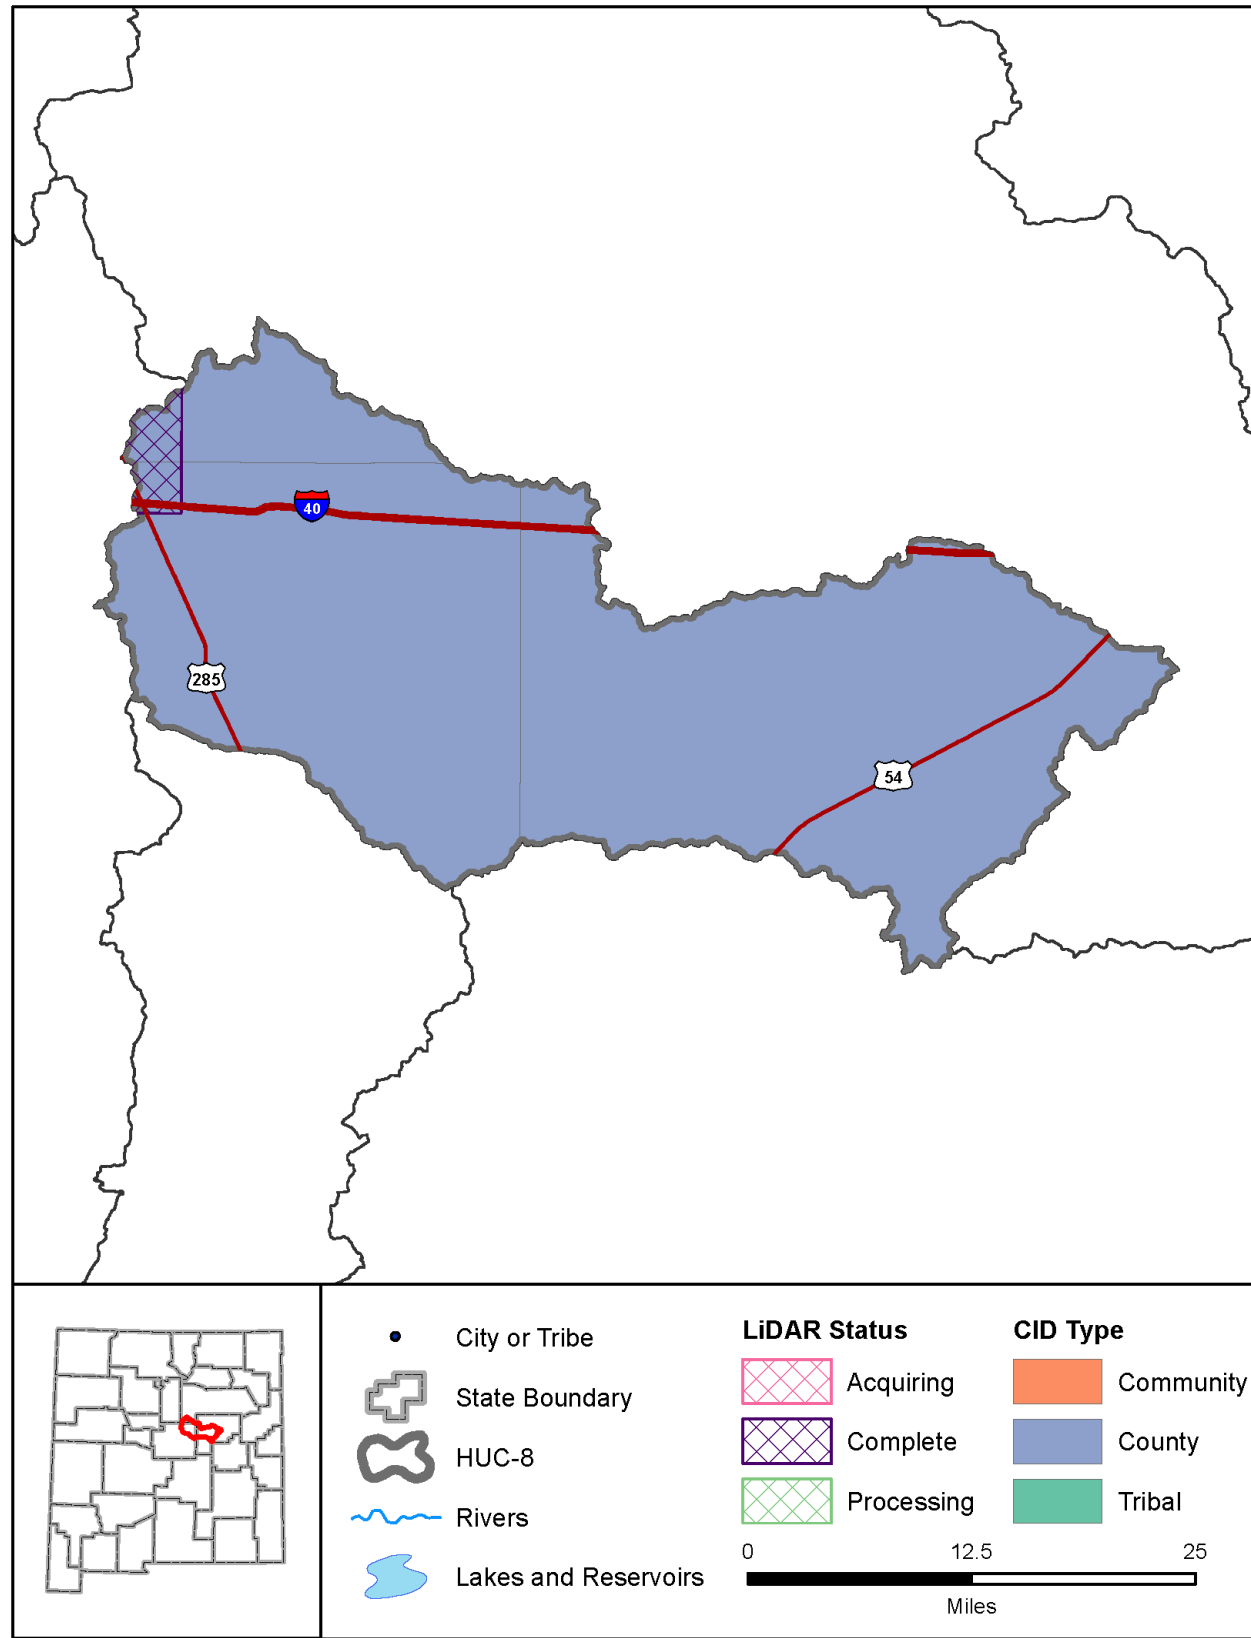 40
285
54
City or Tribe
State Boundary
HUC-8
Rivers
Lakes and Reservoirs
LiDAR Status
Acquiring
Complete
Processing
CID Type
Community
County
Tribal
0 12.5 25
Miles